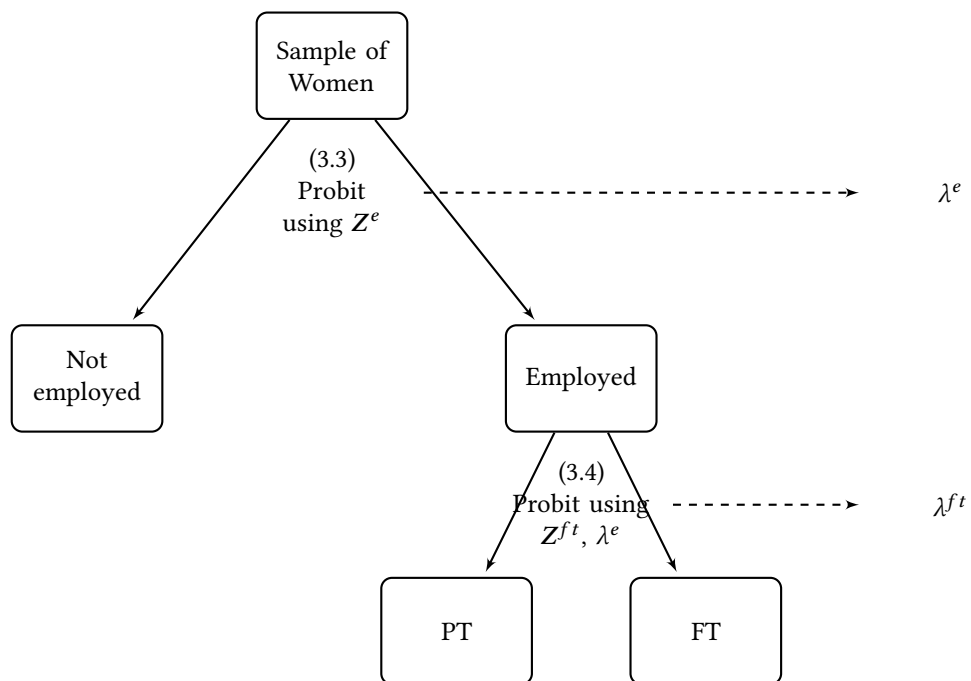 Sample of
Women
(3.3)
Probit
using Z^e
λ^e
Not
employed
Employed
(3.4)
Probit using
Z^{ft}, λ^e
λ^{ft}
PT
FT